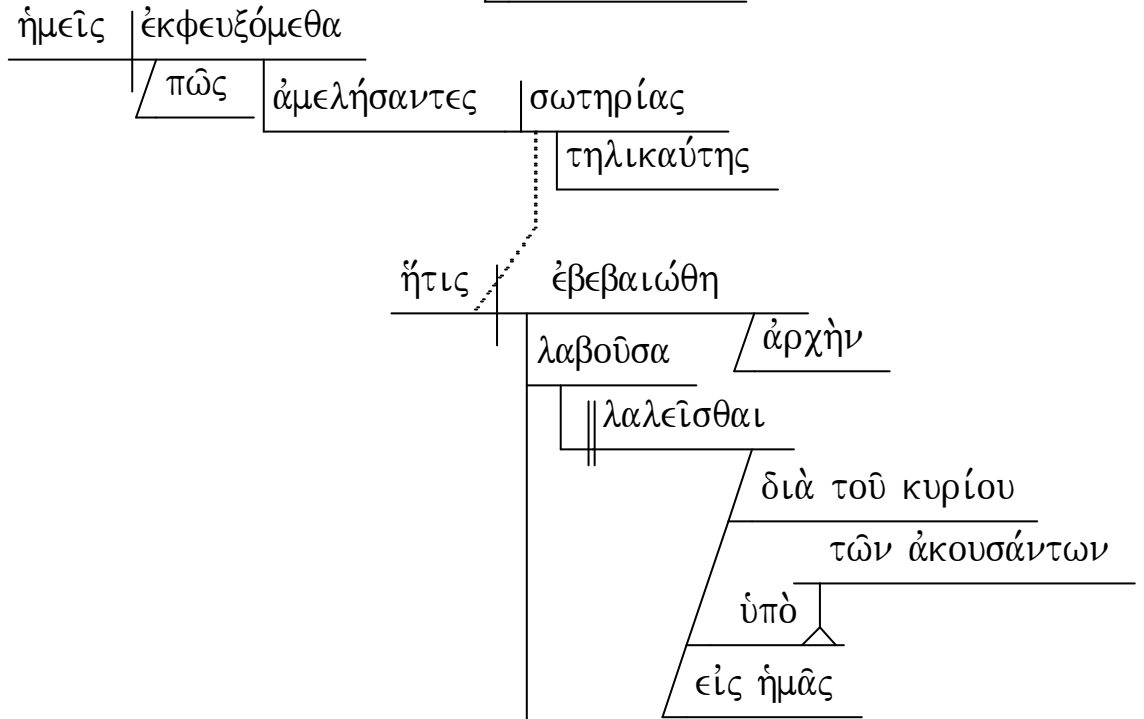 ἡμεῖς ἐκφευξόμεθα
πῶς
ἀμελήσαντες σωτηρίας
τηλικαύτης
ἥτις ἐβεβαιώθη
ἀρχὴν
λαβοῦσα
λαλεῖσθαι
διὰ τοῦ κυρίου
τῶν ἀκουσάντων
ὑπὸ
εἰς ἡμᾶς